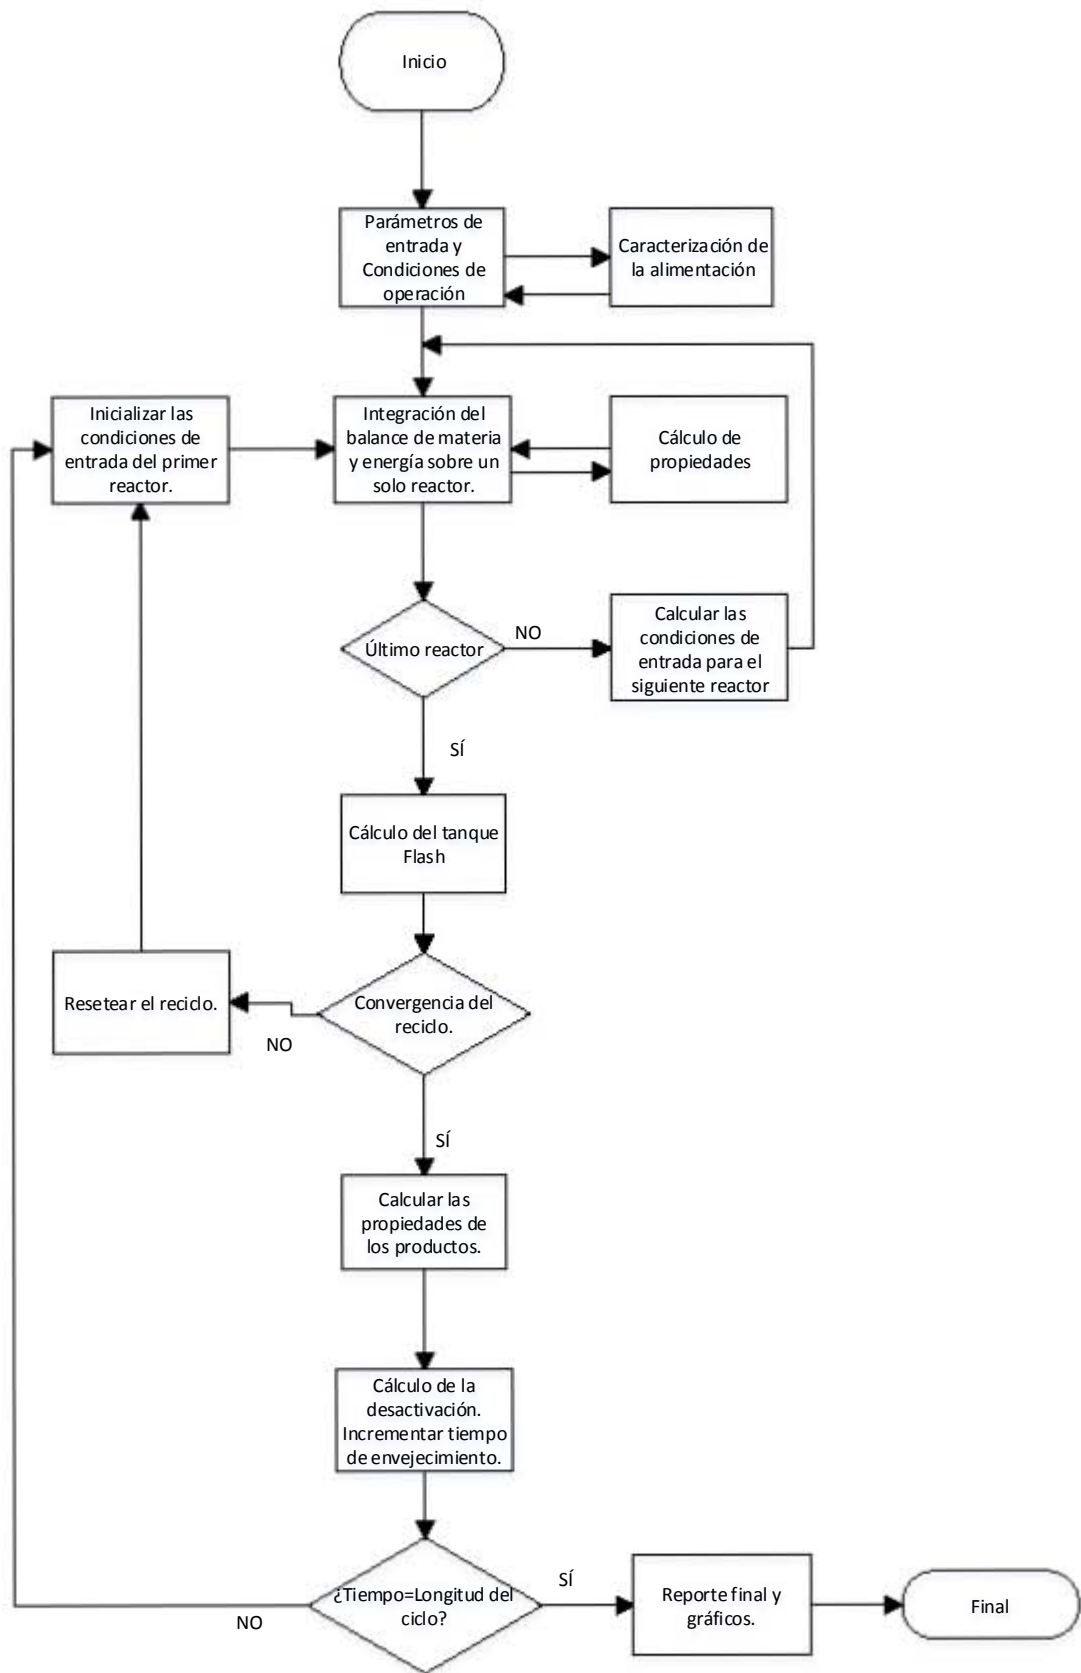 Inicio
Parámetros de
entrada y
Condiciones de
operación
Caracterización de
la alimentación
Inicializar las
condiciones de
entrada del primer
reactor.
Integración del
balance de materia
y energía sobre un
solo reactor.
Cálculo de
propiedades
Último reactor
NO
Calcular las
condiciones de
entrada para el
siguiente reactor
SÍ
Cálculo del tanque
Flash
Resetear el reciclo.
NO
Convergencia del
reciclo.
SÍ
Calcular las
propiedades de
los productos.
Cálculo de la
desactivación.
Incrementar tiempo
de envejecimiento.
NO
¿Tiempo=Longitud del
ciclo?
SÍ
Reporte final y
gráficos.
Final